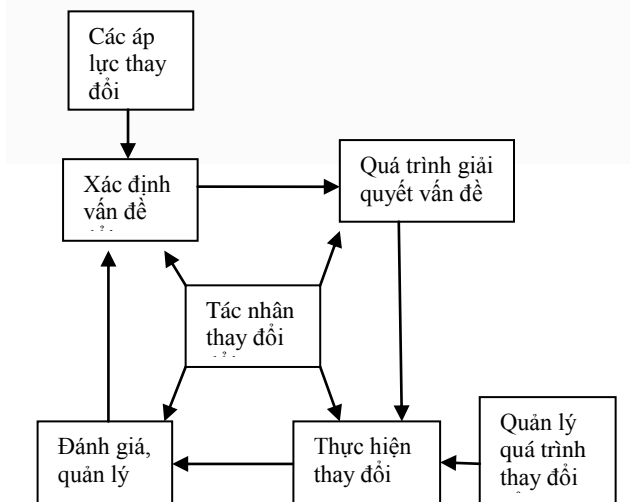 Các áp
lực thay
đổi
Xác định
vấn đề
Quá trình giải
quyết vấn đề
Tác nhân
thay đổi
Đánh giá,
quản lý
Thực hiện
thay đổi
Quản lý
quá trình
thay đổi